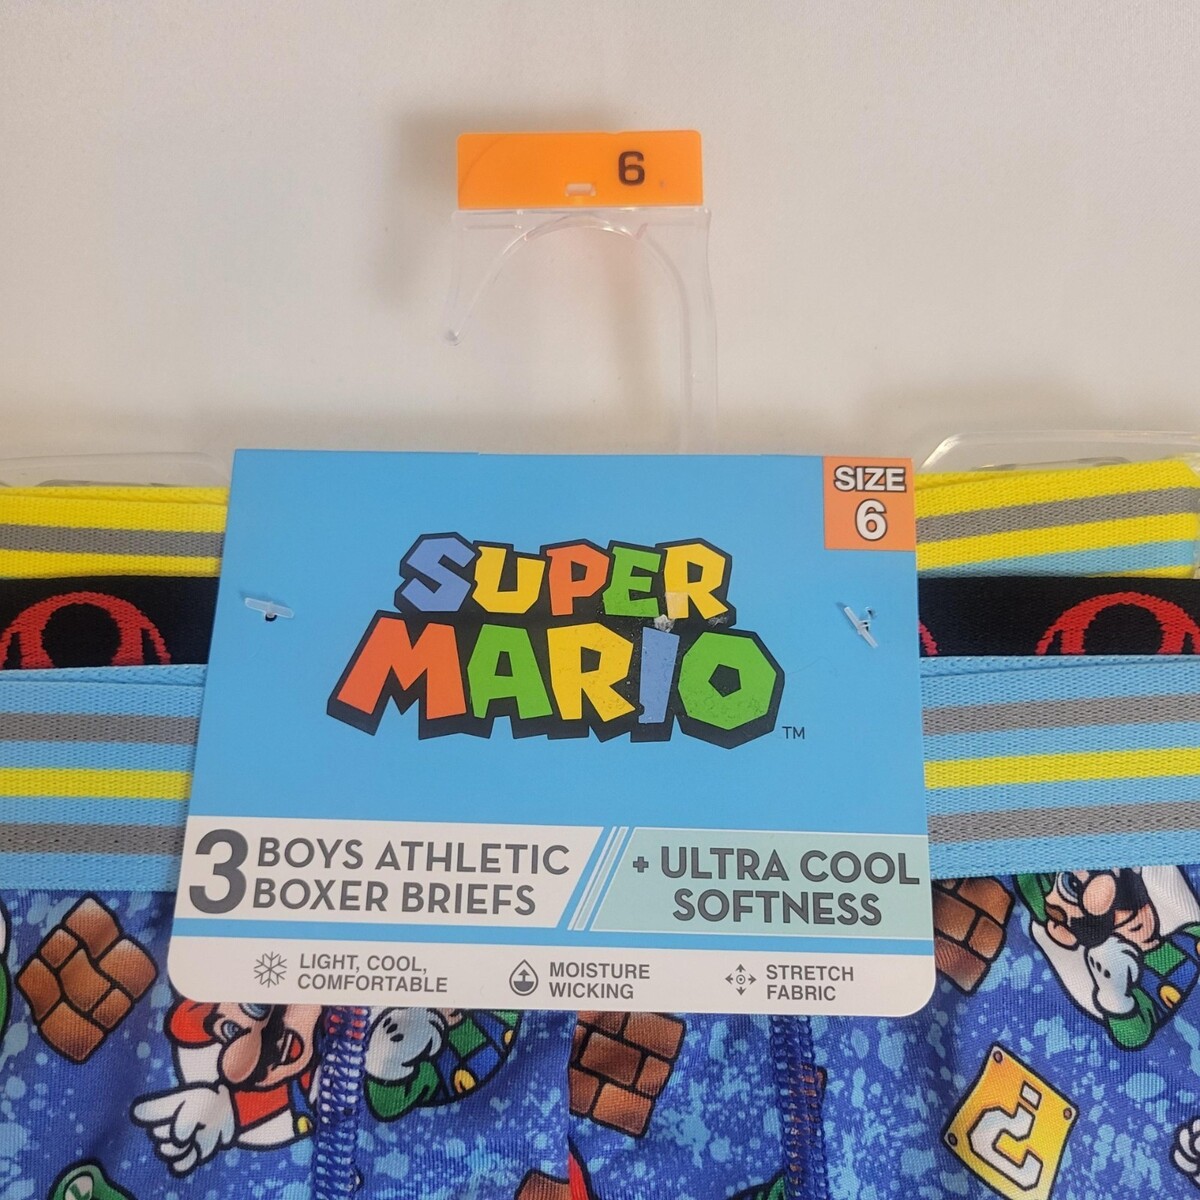 6
SIZE
6
SUPER
MARIO
TM
3 BOYS ATHLETIC
BOXER BRIEFS
+ ULTRA COOL
SOFTNESS
LIGHT, COOL,
COMFORTABLE
MOISTURE
WICKING
STRETCH
FABRIC
L
?